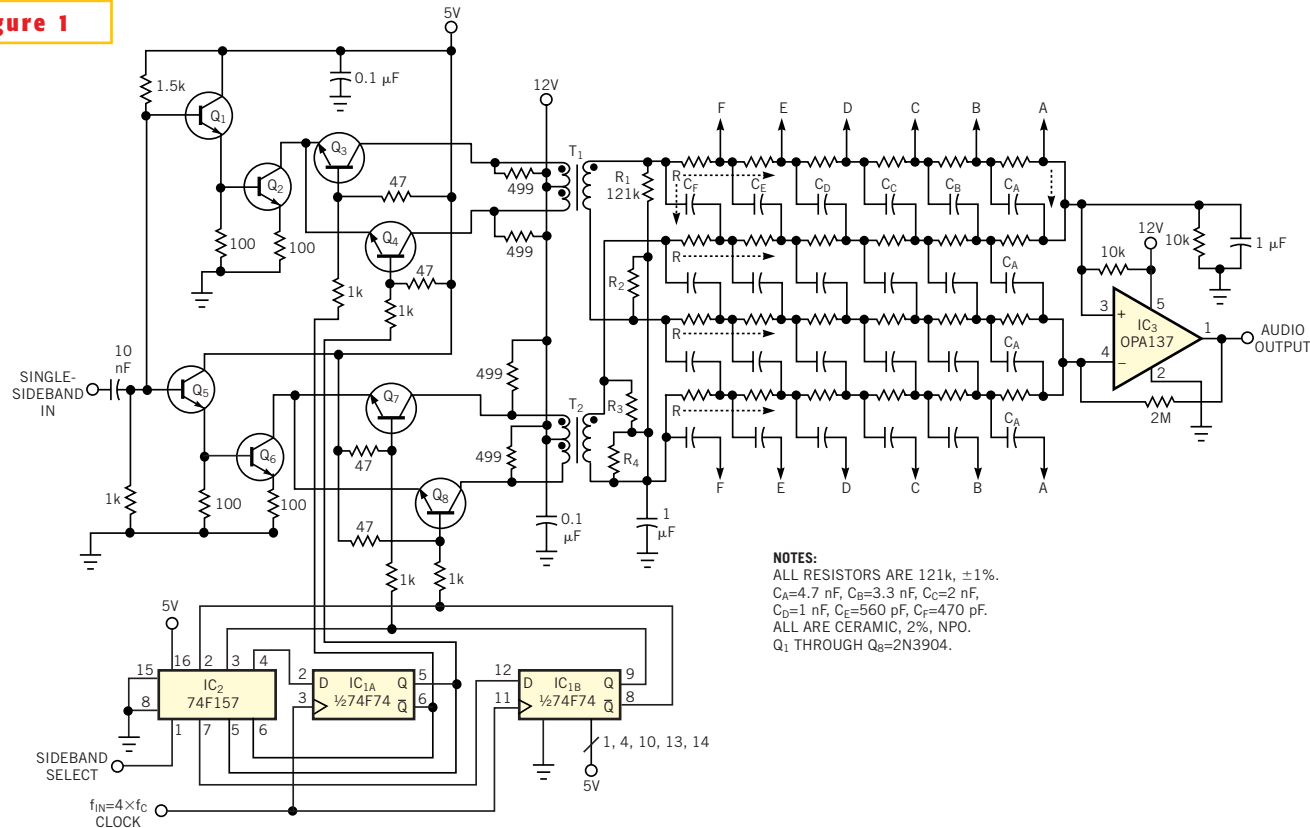 gure 1
5V
1.5k
0.1 µF
12V
Q1
Q3
T1
F E D C B A
R1
121k
R
CF CE CD CC CB CA
Q2
47
499
100
100
Q4
499
47
12V
10k
10k
1 µF
R
CA
R2
3
+
5
IC3
OPA137
1
AUDIO
OUTPUT
4
−
2
1k
1k
R
CA
10
nF
SINGLE-
SIDEBAND
IN
Q5
499
Q7
T2
R3
R
CA
2M
Q6
47
499
R4
1k
100
100
Q8
F E D C B A
47
0.1
µF
1
µF
1k
1k
NOTES:
ALL RESISTORS ARE 121k, ±1%.
CA=4.7 nF, CB=3.3 nF, CC=2 nF,
CD=1 nF, CE=560 pF, CF=470 pF.
ALL ARE CERAMIC, 2%, NPO.
Q1 THROUGH Q8=2N3904.
5V
16 2 3 4
15
IC2
74F157
8
1 7 5 6
2 D IC1A Q 5
3 ½74F74 Q̅ 6
12 D IC1B Q 9
11 ½74F74 Q̅ 8
1, 4, 10, 13, 14
5V
SIDEBAND
SELECT
fIN=4×fC
CLOCK